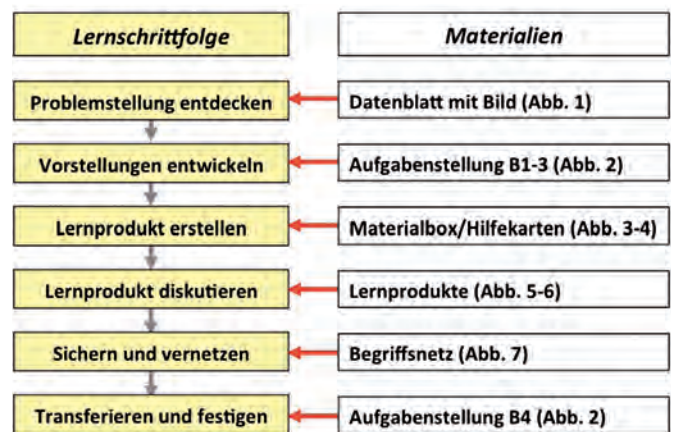 Lernschrittfolge Materialien
Problemstellung entdecken Datenblatt mit Bild (Abb. 1)
Vorstellungen entwickeln Aufgabenstellung B1-3 (Abb. 2)
Lernprodukt erstellen Materialbox/Hilfekarten (Abb. 3-4)
Lernprodukt diskutieren Lernprodukte (Abb. 5-6)
Sichern und vernetzen Begriffsnetz (Abb. 7)
Transferieren und festigen Aufgabenstellung B4 (Abb. 2)